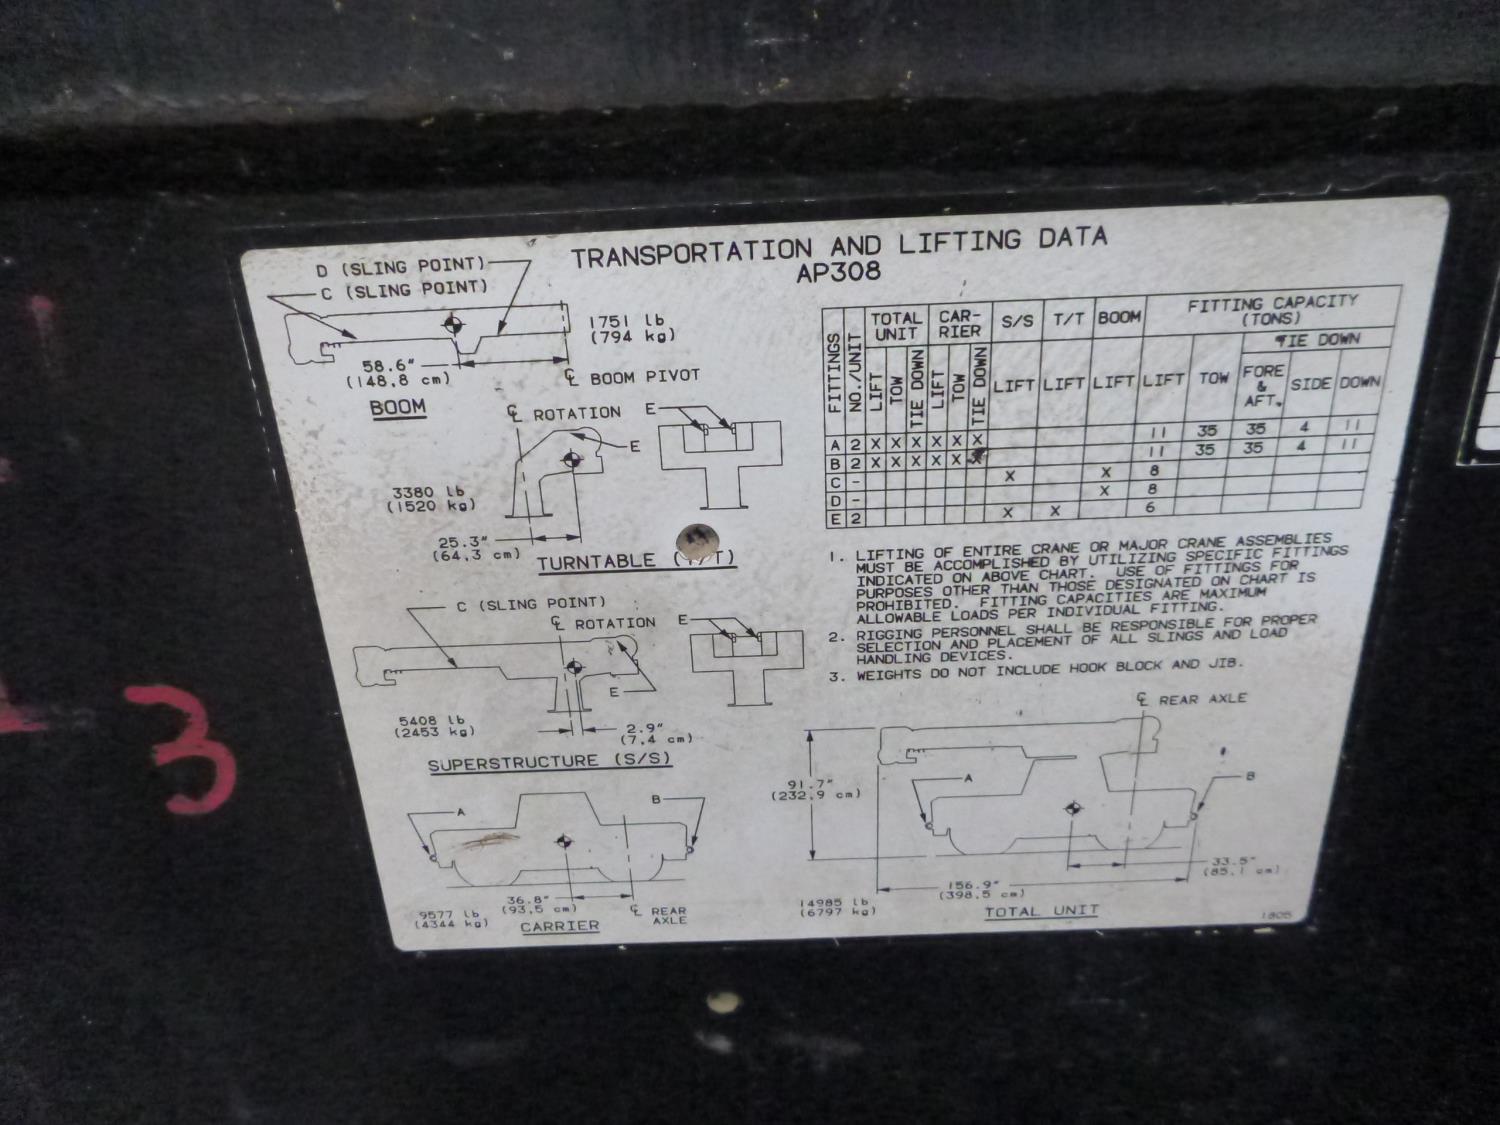 TRANSPORTATION AND LIFTING DATA
AP308
D (SLING POINT)
C (SLING POINT)
1751 lb
(794 kg)
58.6"
(148.8 cm)
℄ BOOM PIVOT
BOOM
℄ ROTATION
E
E
3380 lb
(1520 kg)
25.3"
(64.3 cm)
TURNTABLE (T/T)
C (SLING POINT)
℄ ROTATION
E
E
5408 lb
(2453 kg)
2.9"
(7.4 cm)
SUPERSTRUCTURE (S/S)
A
B
36.8"
(93.5 cm)
9577 lb
(4344 kg)
℄ REAR
AXLE
CARRIER
FITTINGS
NO./UNIT
TOTAL
UNIT
CAR-
RIER
S/S
T/T
BOOM
FITTING CAPACITY
(TONS)
TIE DOWN
LIFT TOW TIE DOWN LIFT TOW TIE DOWN LIFT LIFT LIFT LIFT TOW FORE & AFT. SIDE DOWN
A 2 X X X X X X 11 35 35 4 11
B 2 X X X X X X 11 35 35 4 11
C - X X 8
D - X 8
E 2 X X 6
1. LIFTING OF ENTIRE CRANE OR MAJOR CRANE ASSEMBLIES
MUST BE ACCOMPLISHED BY UTILIZING SPECIFIC FITTINGS
INDICATED ON ABOVE CHART. USE OF FITTINGS FOR
PURPOSES OTHER THAN THOSE DESIGNATED ON CHART IS
PROHIBITED. FITTING CAPACITIES ARE MAXIMUM
ALLOWABLE LOADS PER INDIVIDUAL FITTING.
2. RIGGING PERSONNEL SHALL BE RESPONSIBLE FOR PROPER
SELECTION AND PLACEMENT OF ALL SLINGS AND LOAD
HANDLING DEVICES.
3. WEIGHTS DO NOT INCLUDE HOOK BLOCK AND JIB.
℄ REAR AXLE
91.7"
(232.9 cm)
A
B
33.5"
(85.1 cm)
156.9"
(398.5 cm)
14985 lb
(6797 kg)
TOTAL UNIT
1805
3